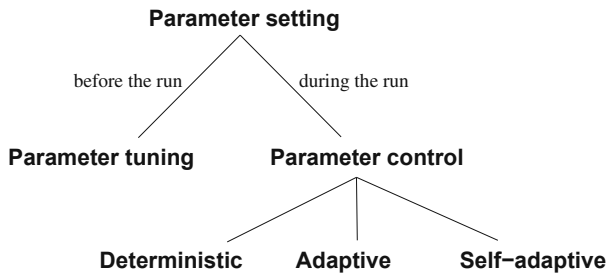 Parameter setting
before the run
during the run
Parameter tuning
Parameter control
Deterministic
Adaptive
Self−adaptive